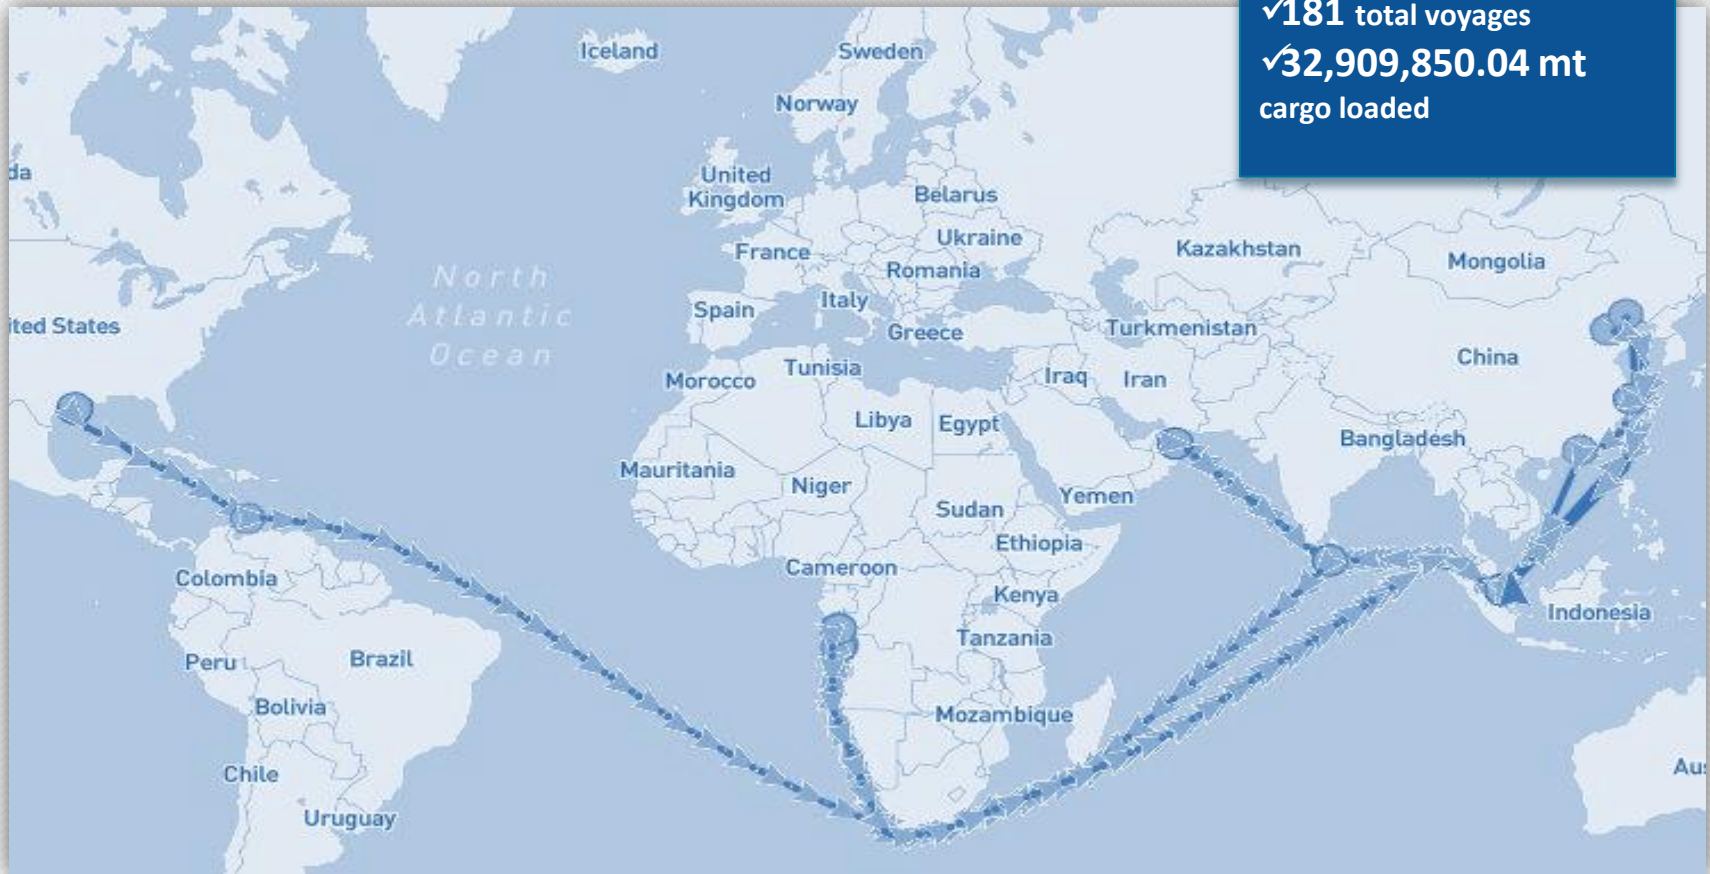 ✓181 total voyages
✓32,909,850.04 mt
cargo loaded
Iceland
Sweden
Norway
da
United
Kingdom
Belarus
Ukraine
France
Kazakhstan
Mongolia
North
Atlantic
Ocean
Romania
Spain
Italy
ited States
Greece
Turkmenistan
China
Tunisia
Morocco
Iraq
Iran
Libya
Egypt
Bangladesh
Mauritania
Niger
Yemen
Sudan
Ethiopia
Cameroon
Colombia
Kenya
Indonesia
Tanzania
Peru
Brazil
Bolivia
Mozambique
Chile
Aus
Uruguay